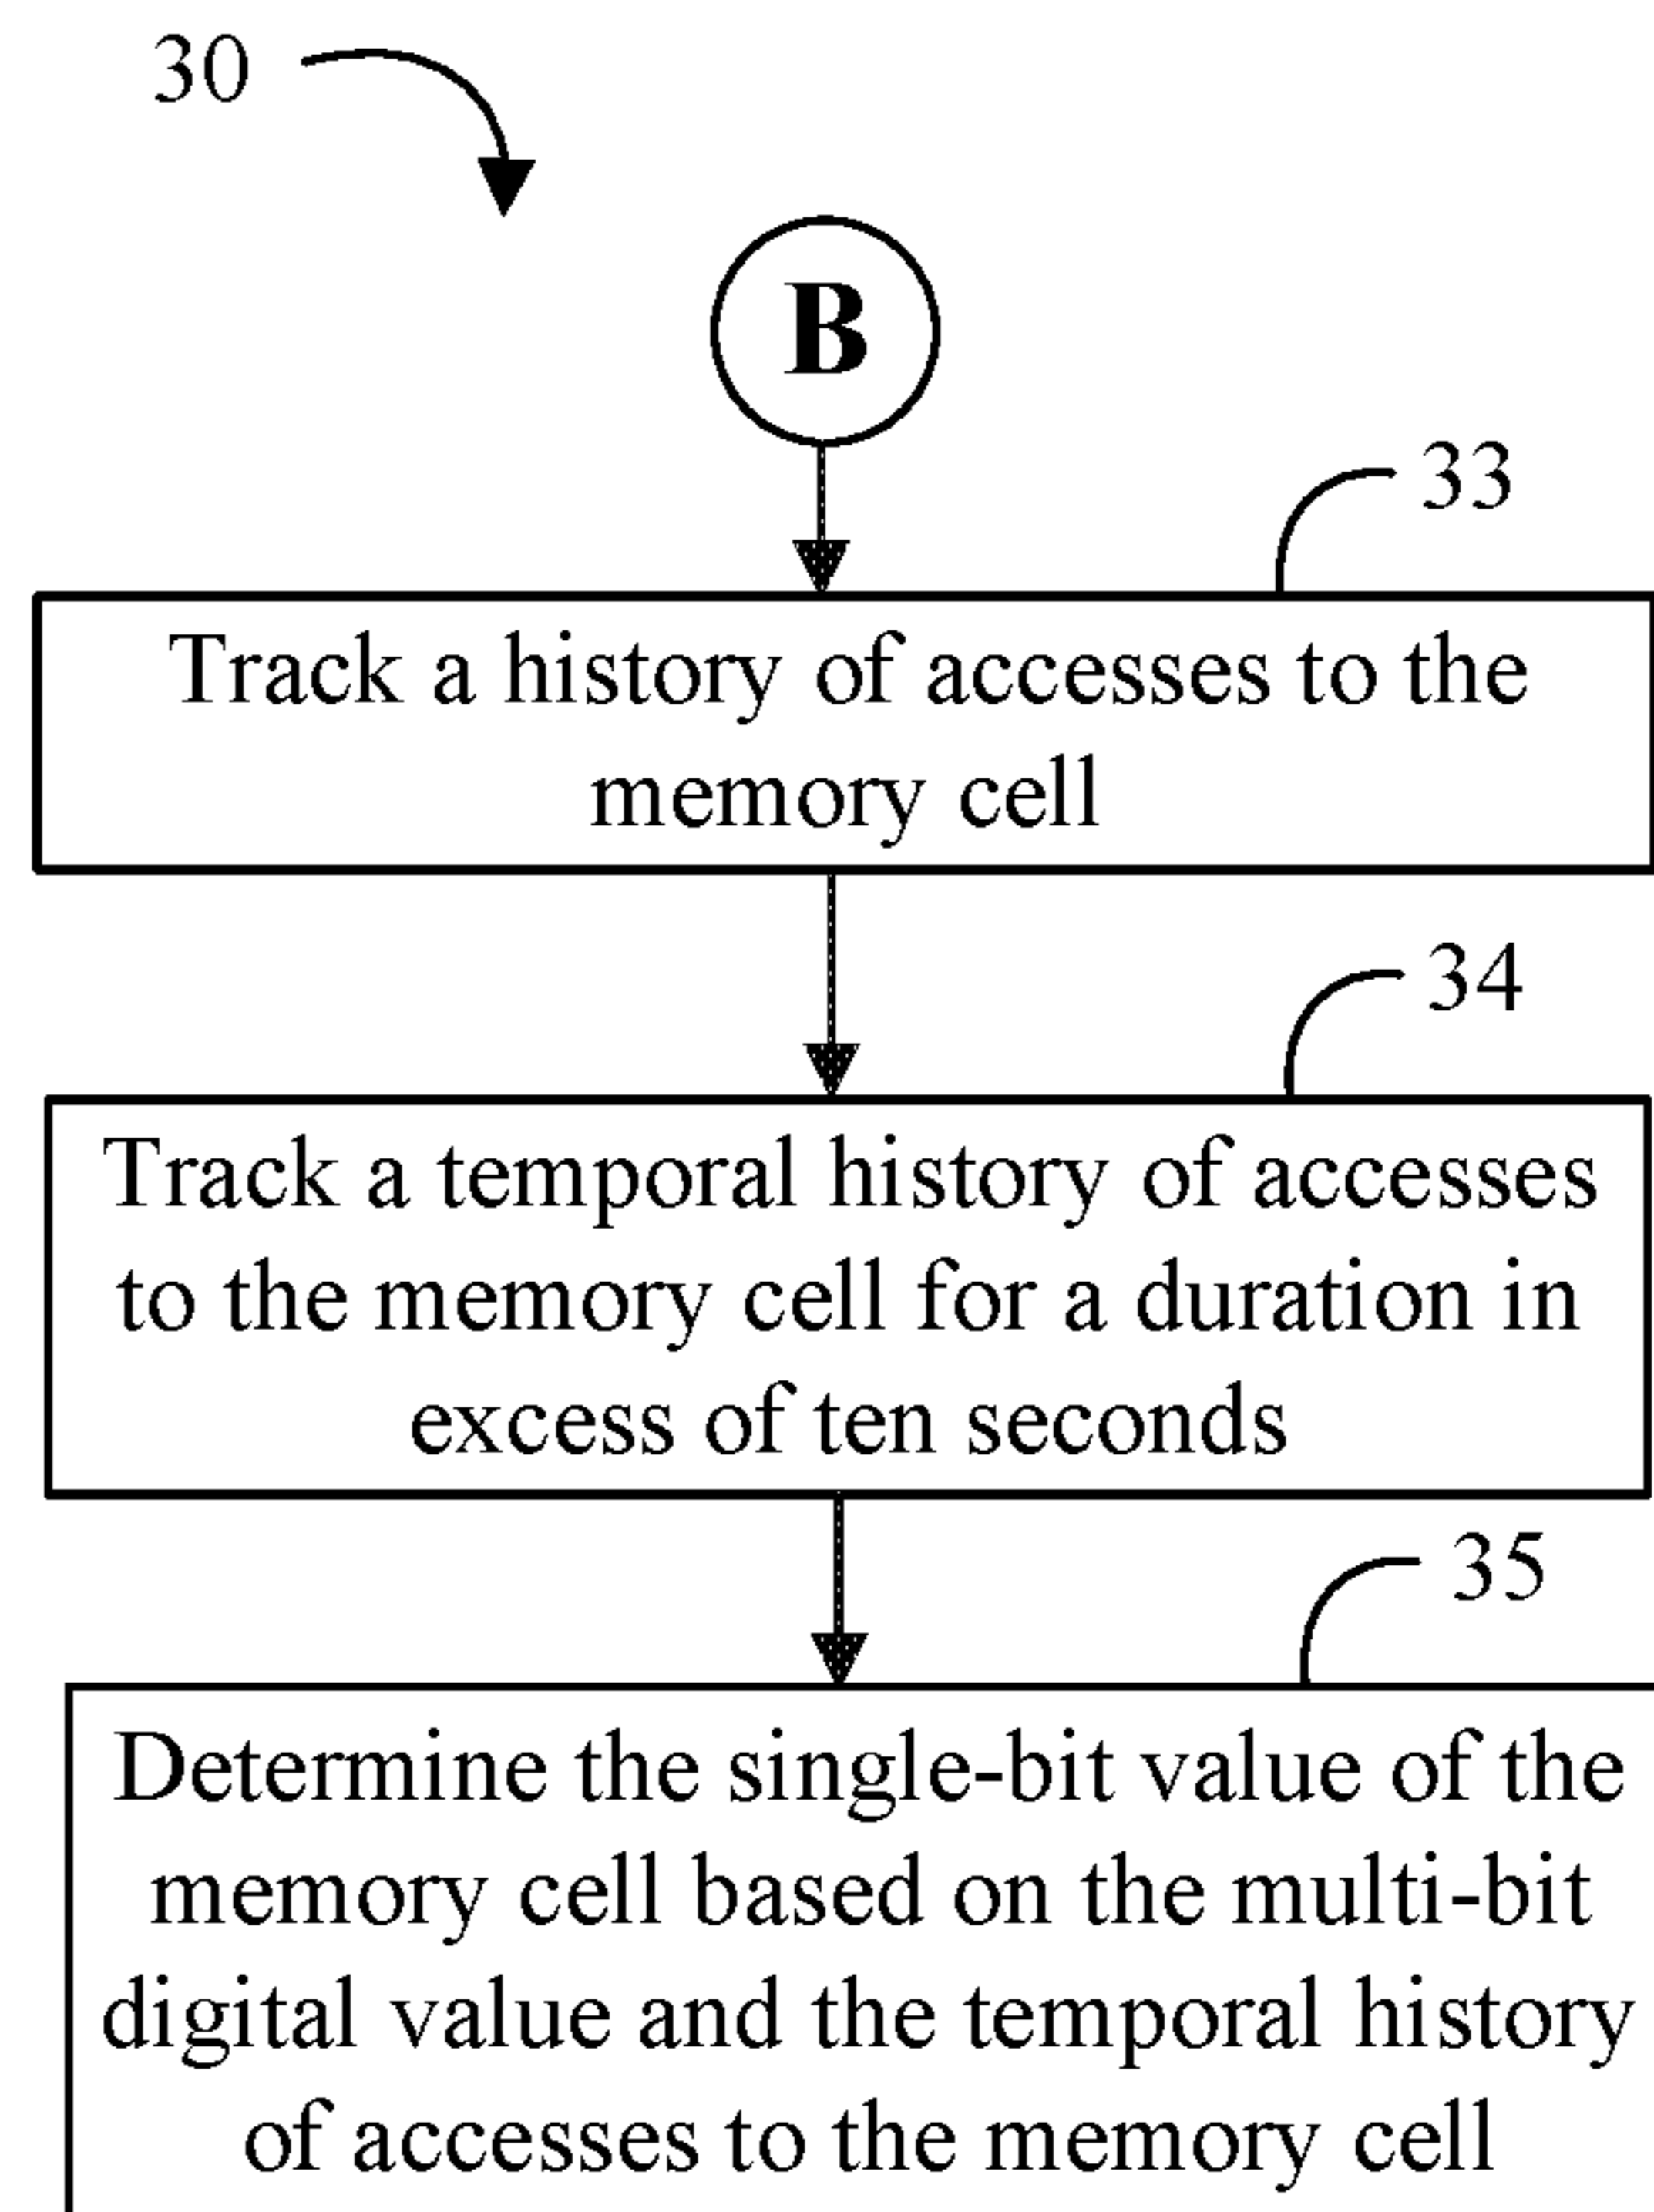 30
B
33
Track a history of accesses to the
memory cell
34
Track a temporal history of accesses
to the memory cell for a duration in
excess of ten seconds
35
Determine the single-bit value of the
memory cell based on the multi-bit
digital value and the temporal history
of accesses to the memory cell